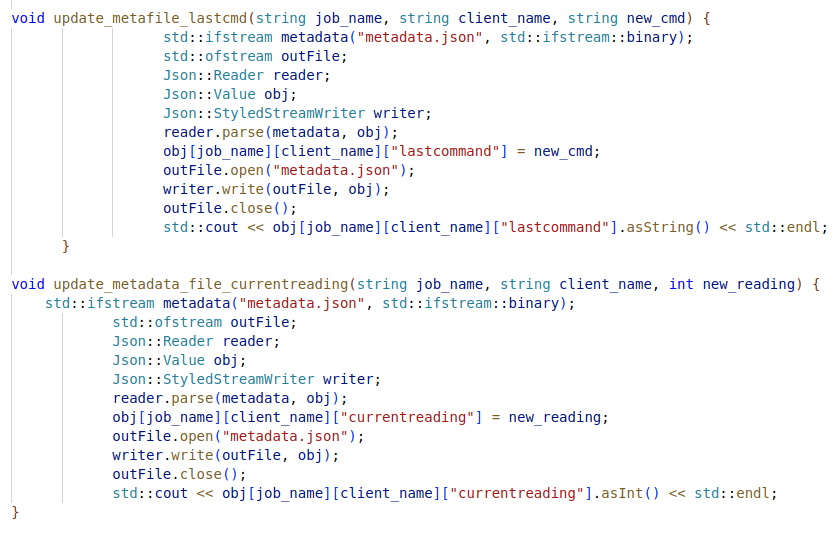 void update_metafile_lastcmd(string job_name, string client_name, string new_cmd) {
std::ifstream metadata("metadata.json", std::ifstream::binary);
std::ofstream outFile;
Json::Reader reader;
Json::Value obj;
Json::StyledStreamWriter writer;
reader.parse(metadata, obj);
obj[job_name][client_name]["lastcommand"] = new_cmd;
outFile.open("metadata.json");
writer.write(outFile, obj);
outFile.close();
std::cout << obj[job_name][client_name]["lastcommand"].asString() << std::endl;
}
void update_metadata_file_currentreading(string job_name, string client_name, int new_reading) {
std::ifstream metadata("metadata.json", std::ifstream::binary);
std::ofstream outFile;
Json::Reader reader;
Json::Value obj;
Json::StyledStreamWriter writer;
reader.parse(metadata, obj);
obj[job_name][client_name]["currentreading"] = new_reading;
outFile.open("metadata.json");
writer.write(outFile, obj);
outFile.close();
std::cout << obj[job_name][client_name]["currentreading"].asInt() << std::endl;
}